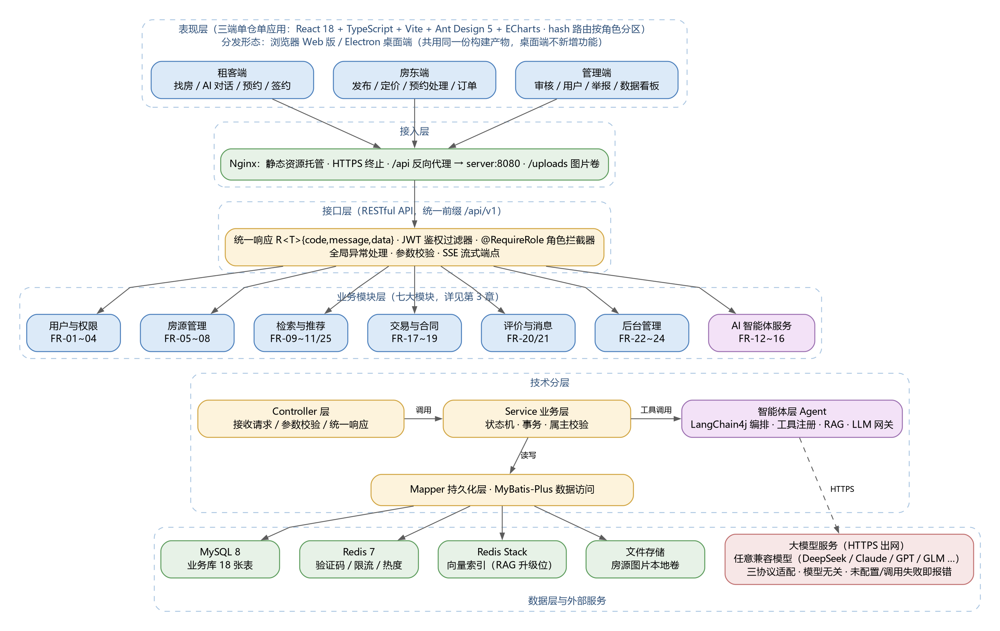 表现层（三端单仓单应用：React 18 + TypeScript + Vite + Ant Design 5 + ECharts · hash 路由按角色分区）
分发形态：浏览器 Web 版 / Electron 桌面端（共用同一份构建产物，桌面端不新增功能）
租客端
找房 / AI 对话 / 预约 / 签约
房东端
发布 / 定价 / 预约处理 / 订单
管理端
审核 / 用户 / 举报 / 数据看板
接入层
Nginx：静态资源托管 · HTTPS 终止 · /api 反向代理 → server:8080 · /uploads 图片卷
接口层（RESTful API，统一前缀 /api/v1）
统一响应 R<T>{code,message,data} · JWT 鉴权过滤器 · @RequireRole 角色拦截器
全局异常处理 · 参数校验 · SSE 流式端点
业务模块层（七大模块，详见第 3 章）
用户与权限
FR-01~04
房源管理
FR-05~08
检索与推荐
FR-09~11/25
交易与合同
FR-17~19
评价与消息
FR-20/21
后台管理
FR-22~24
AI 智能体服务
FR-12~16
技术分层
Controller 层
接收请求 / 参数校验 / 统一响应
调用
Service 业务层
状态机 · 事务 · 属主校验
工具调用
智能体层 Agent
LangChain4j 编排 · 工具注册 · RAG · LLM 网关
读写
Mapper 持久化层 · MyBatis-Plus 数据访问
HTTPS
MySQL 8
业务库 18 张表
Redis 7
验证码 / 限流 / 热度
Redis Stack
向量索引（RAG 升级位）
文件存储
房源图片本地卷
大模型服务（HTTPS 出网）
任意兼容模型（DeepSeek / Claude / GPT / GLM …）
三协议适配 · 模型无关 · 未配置/调用失败即报错
数据层与外部服务